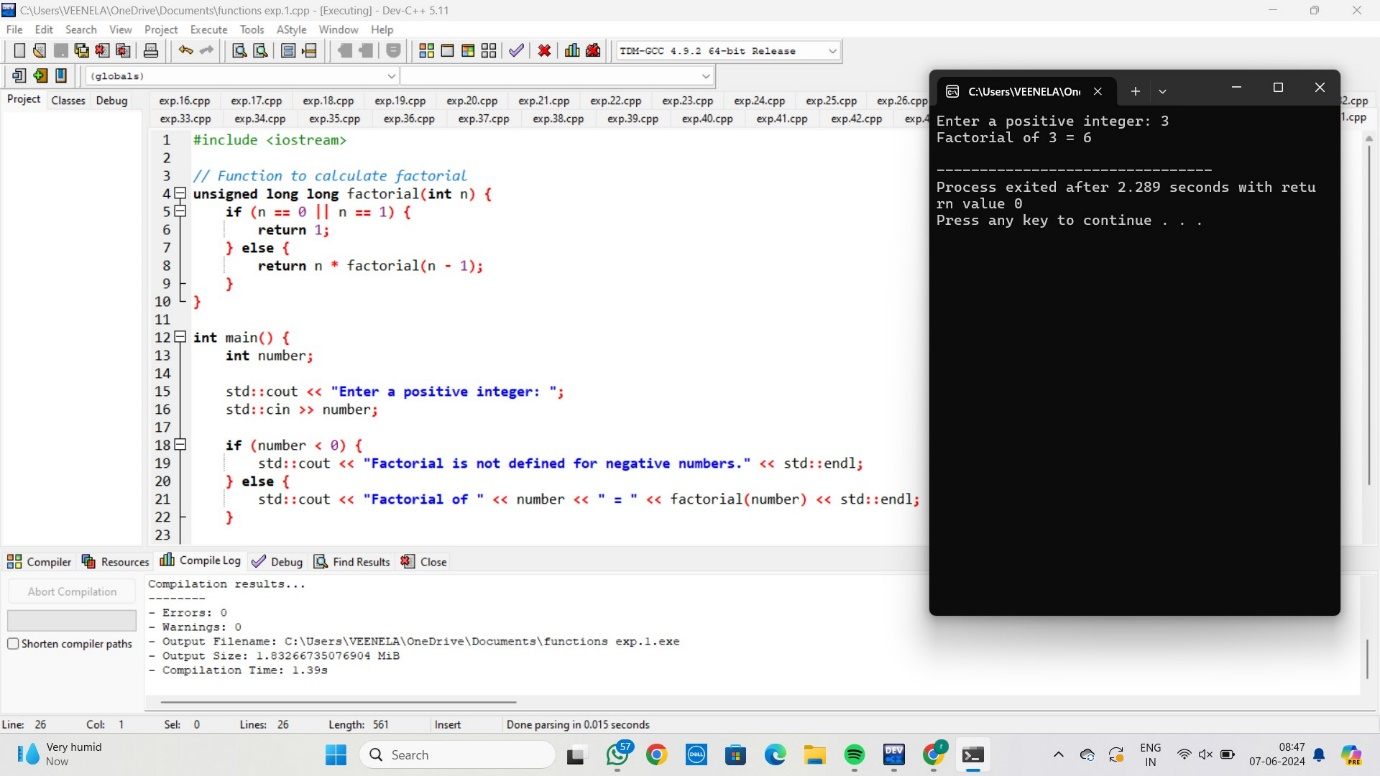 C:\Users\VEENELA\OneDrive\Documents\functions exp.1.cpp - [Executing] - Dev-C++ 5.11
File Edit Search View Project Execute Tools AStyle Window Help
TDM-GCC 4.9.2 64-bit Release
(globals)
Project Classes Debug
exp.16.cpp exp.17.cpp exp.18.cpp exp.19.cpp exp.20.cpp exp.21.cpp exp.22.cpp exp.23.cpp exp.24.cpp exp.25.cpp exp.26.cpp
exp.33.cpp exp.34.cpp exp.35.cpp exp.36.cpp exp.37.cpp exp.38.cpp exp.39.cpp exp.40.cpp exp.41.cpp exp.42.cpp
1 #include <iostream>
2
3 // Function to calculate factorial
4 unsigned long long factorial(int n) {
5 if (n == 0 || n == 1) {
6 return 1;
7 } else {
8 return n * factorial(n - 1);
9 }
10 }
11
12 int main() {
13 int number;
14
15 std::cout << "Enter a positive integer: ";
16 std::cin >> number;
17
18 if (number < 0) {
19 std::cout << "Factorial is not defined for negative numbers." << std::endl;
20 } else {
21 std::cout << "Factorial of " << number << " = " << factorial(number) << std::endl;
22 }
23
C:\Users\VEENELA\On
Enter a positive integer: 3
Factorial of 3 = 6
--------------------------------
Process exited after 2.289 seconds with retu
rn value 0
Press any key to continue . . .
Compiler Resources Compile Log Debug Find Results Close
Abort Compilation
Shorten compiler paths
Compilation results...
--------
- Errors: 0
- Warnings: 0
- Output Filename: C:\Users\VEENELA\OneDrive\Documents\functions exp.1.exe
- Output Size: 1.83266735076904 MiB
- Compilation Time: 1.39s
Line: 26 Col: 1 Sel: 0 Lines: 26 Length: 561 Insert Done parsing in 0.015 seconds
Very humid
Now
Search
57
DELL
DEV
ENG
IN
08:47
07-06-2024
PRE